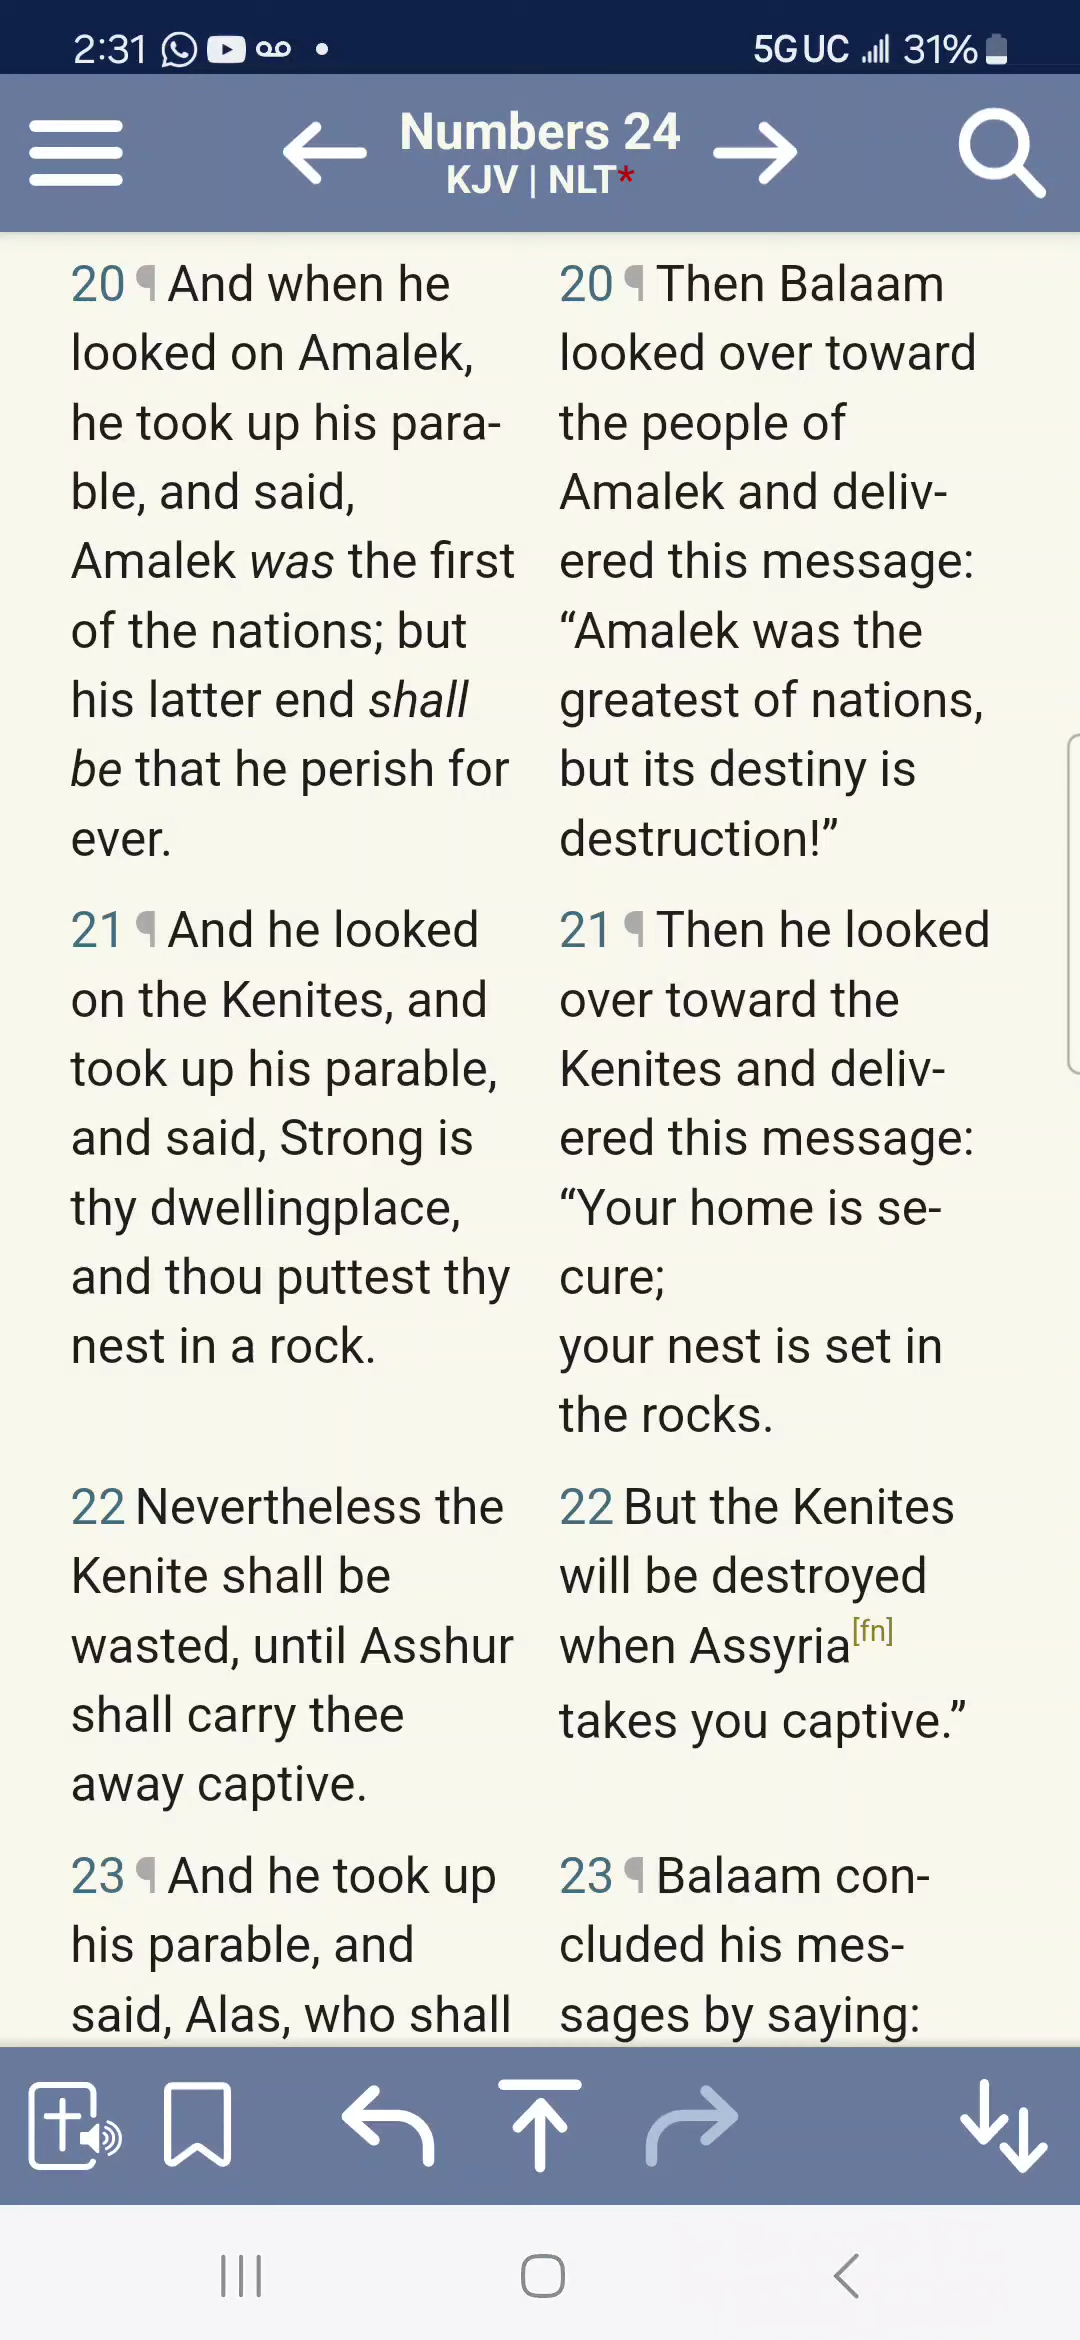 2:31
5G UC 31%
Numbers 24
KJV | NLT*
20 ¶ And when he
looked on Amalek,
he took up his para-
ble, and said,
Amalek was the first
of the nations; but
his latter end shall
be that he perish for
ever.
20 ¶ Then Balaam
looked over toward
the people of
Amalek and deliv-
ered this message:
“Amalek was the
greatest of nations,
but its destiny is
destruction!”
21 ¶ And he looked
on the Kenites, and
took up his parable,
and said, Strong is
thy dwellingplace,
and thou puttest thy
nest in a rock.
21 ¶ Then he looked
over toward the
Kenites and deliv-
ered this message:
“Your home is se-
cure;
your nest is set in
the rocks.
22 Nevertheless the
Kenite shall be
wasted, until Asshur
shall carry thee
away captive.
22 But the Kenites
will be destroyed
when Assyria[fn]
takes you captive.”
23 ¶ And he took up
his parable, and
said, Alas, who shall
23 ¶ Balaam con-
cluded his mes-
sages by saying: